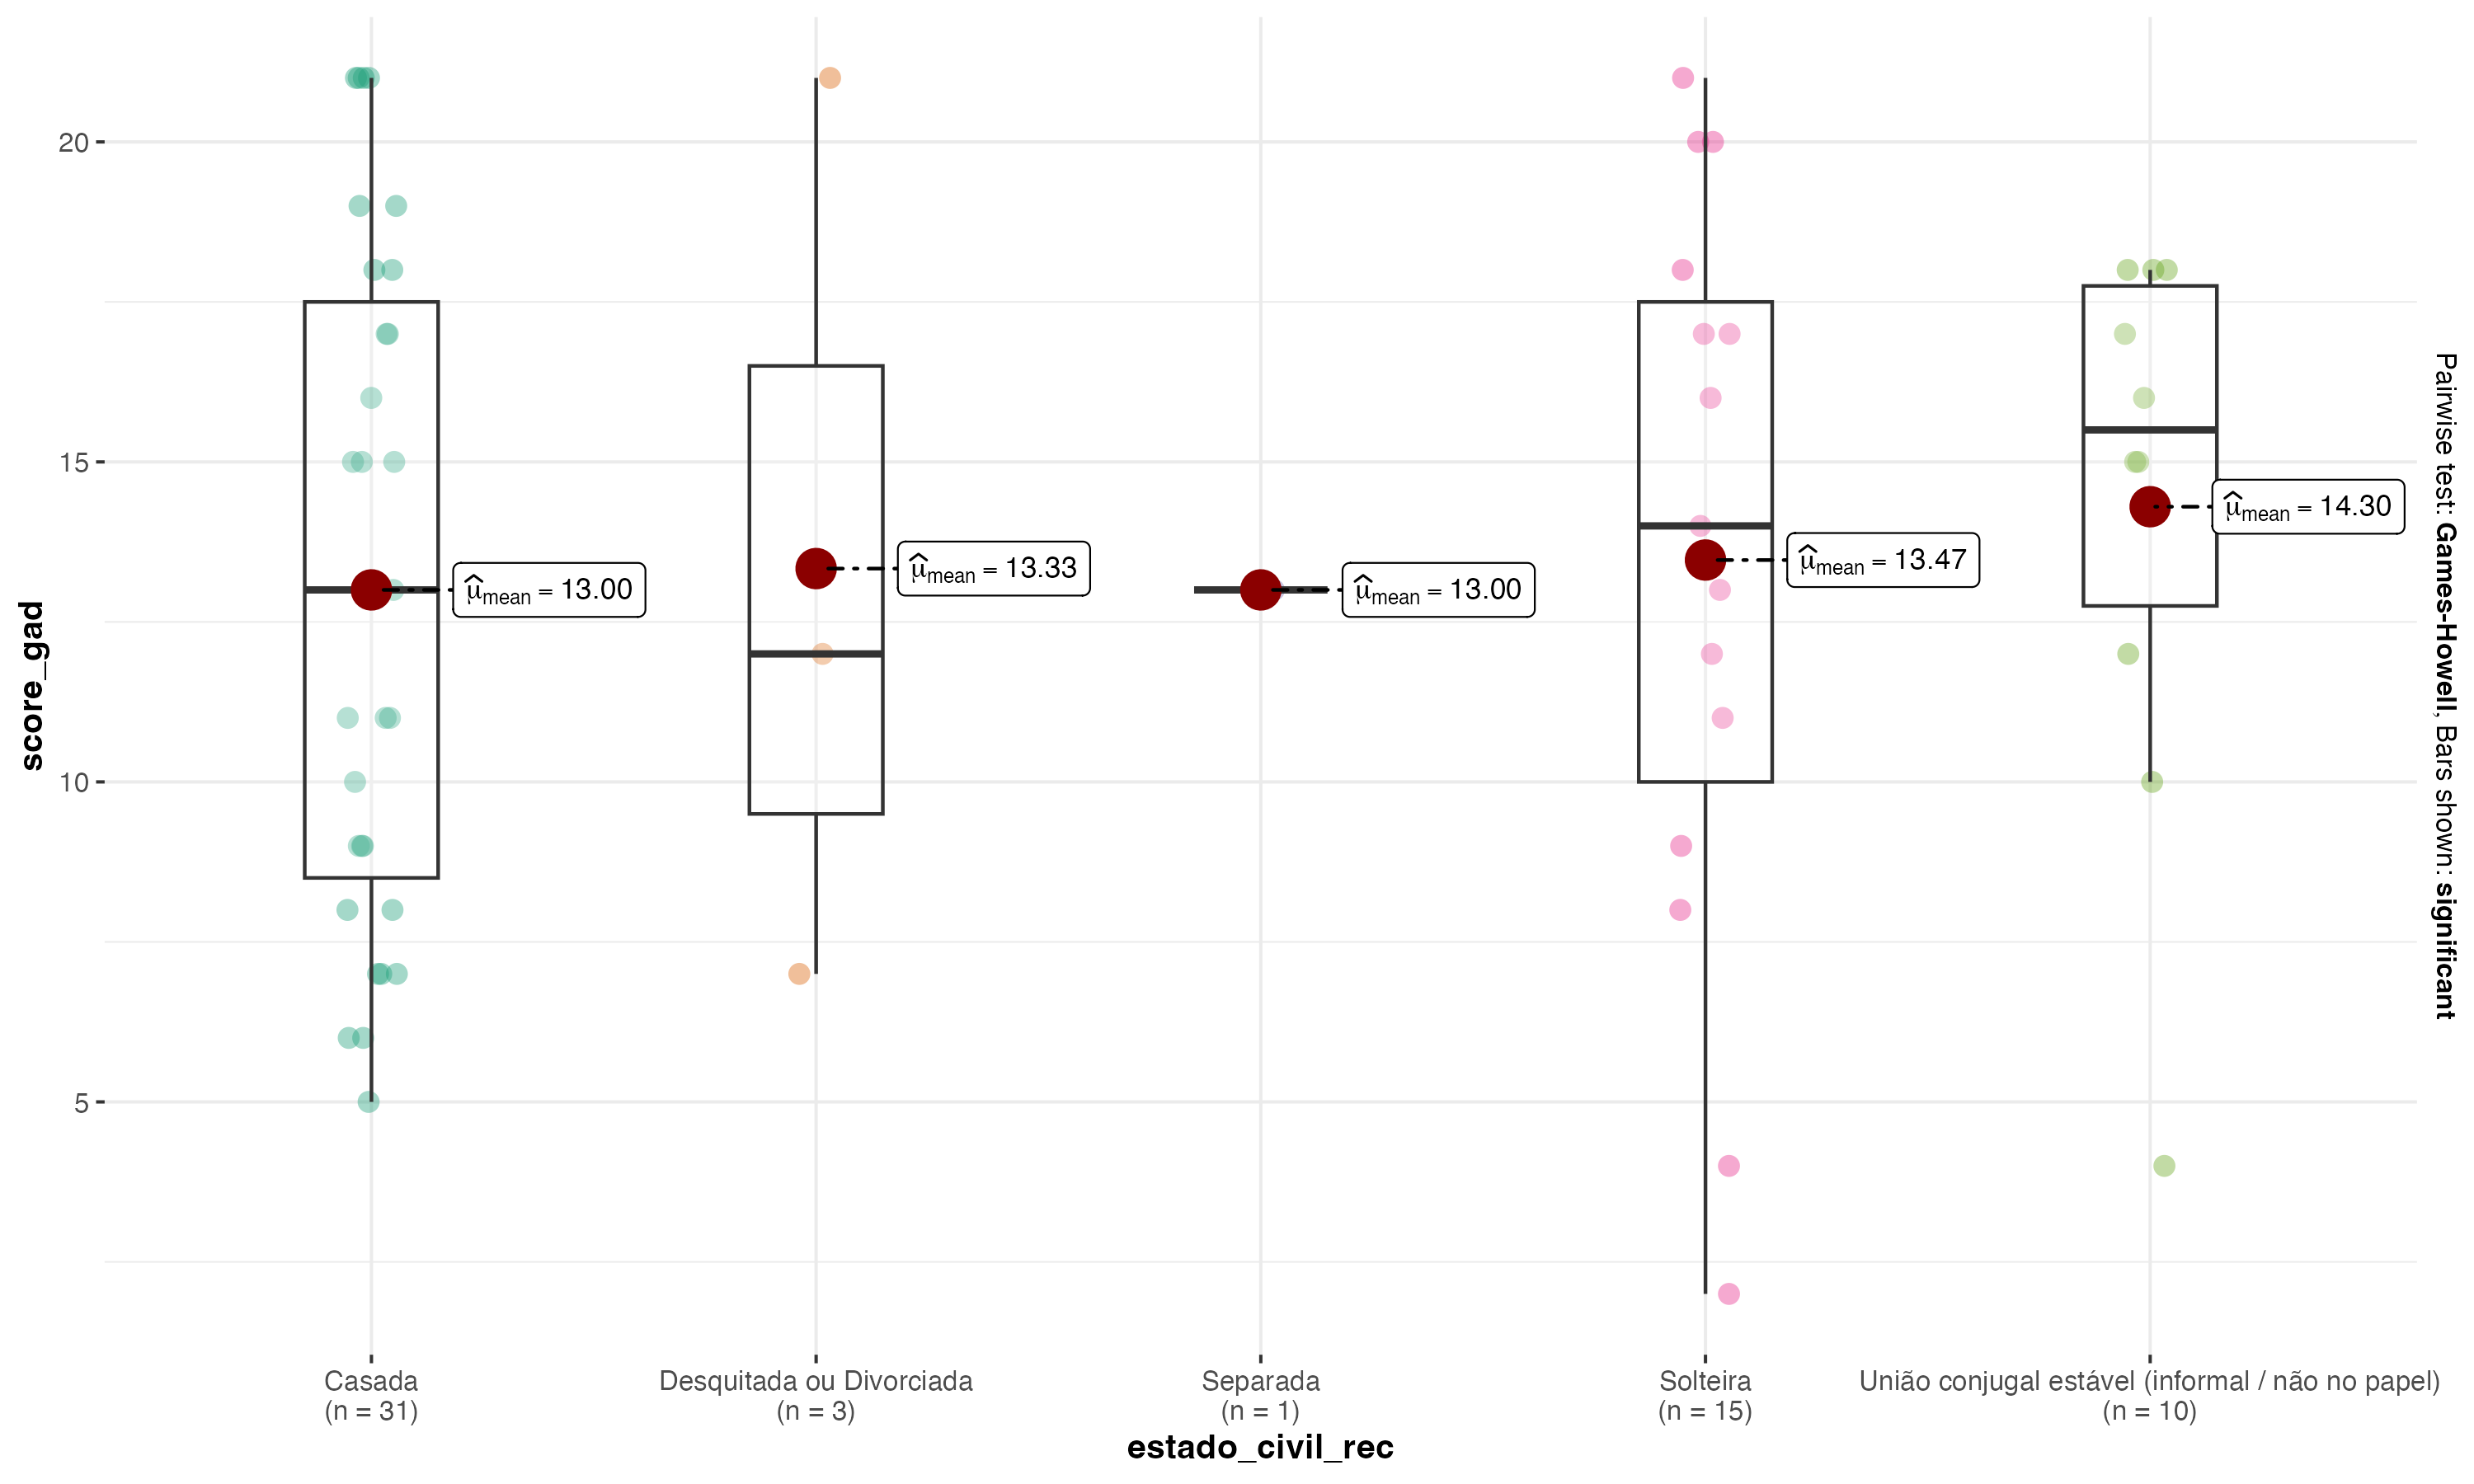 20
15
10
5
score_gap
μ̂mean = 13.00
μ̂mean = 13.33
μ̂mean = 13.00
μ̂mean = 13.47
μ̂mean = 14.30
Pairwise test: Games-Howell, Bars shown: significant
Casada
(n = 31)
Desquitada ou Divorciada
(n = 3)
Separada
(n = 1)
Solteira
(n = 15)
União conjugal estável (informal / não no papel)
(n = 10)
estado_civil_rec